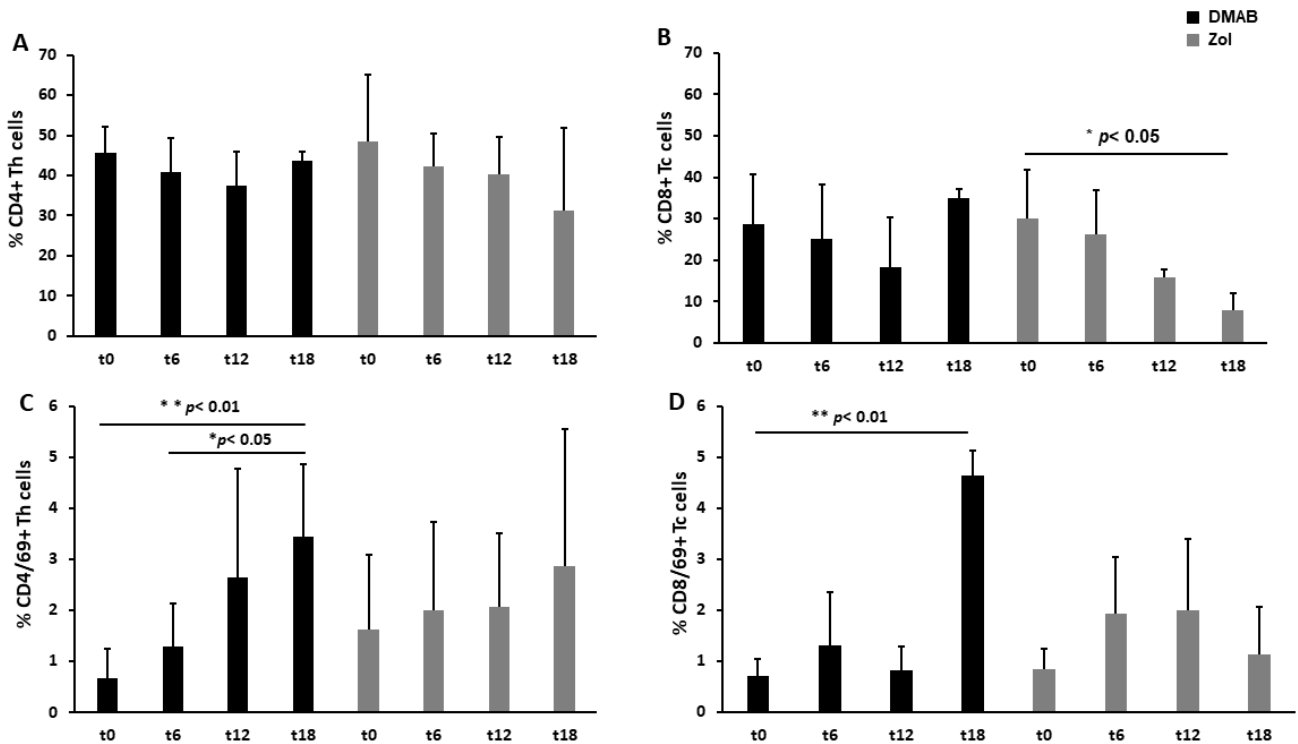 DMAB
Zol
A
70
60
50
40
30
20
10
0
% CD4+ Th cells
t0 t6 t12 t18 t0 t6 t12 t18
B
70
60
50
40
30
20
10
0
% CD8+ Tc cells
* p< 0.05
t0 t6 t12 t18 t0 t6 t12 t18
C
6
5
4
3
2
1
0
% CD4/69+ Th cells
* * p< 0.01
*p< 0.05
t0 t6 t12 t18 t0 t6 t12 t18
D
6
5
4
3
2
1
0
% CD8/69+ Tc cells
** p< 0.01
t0 t6 t12 t18 t0 t6 t12 t18